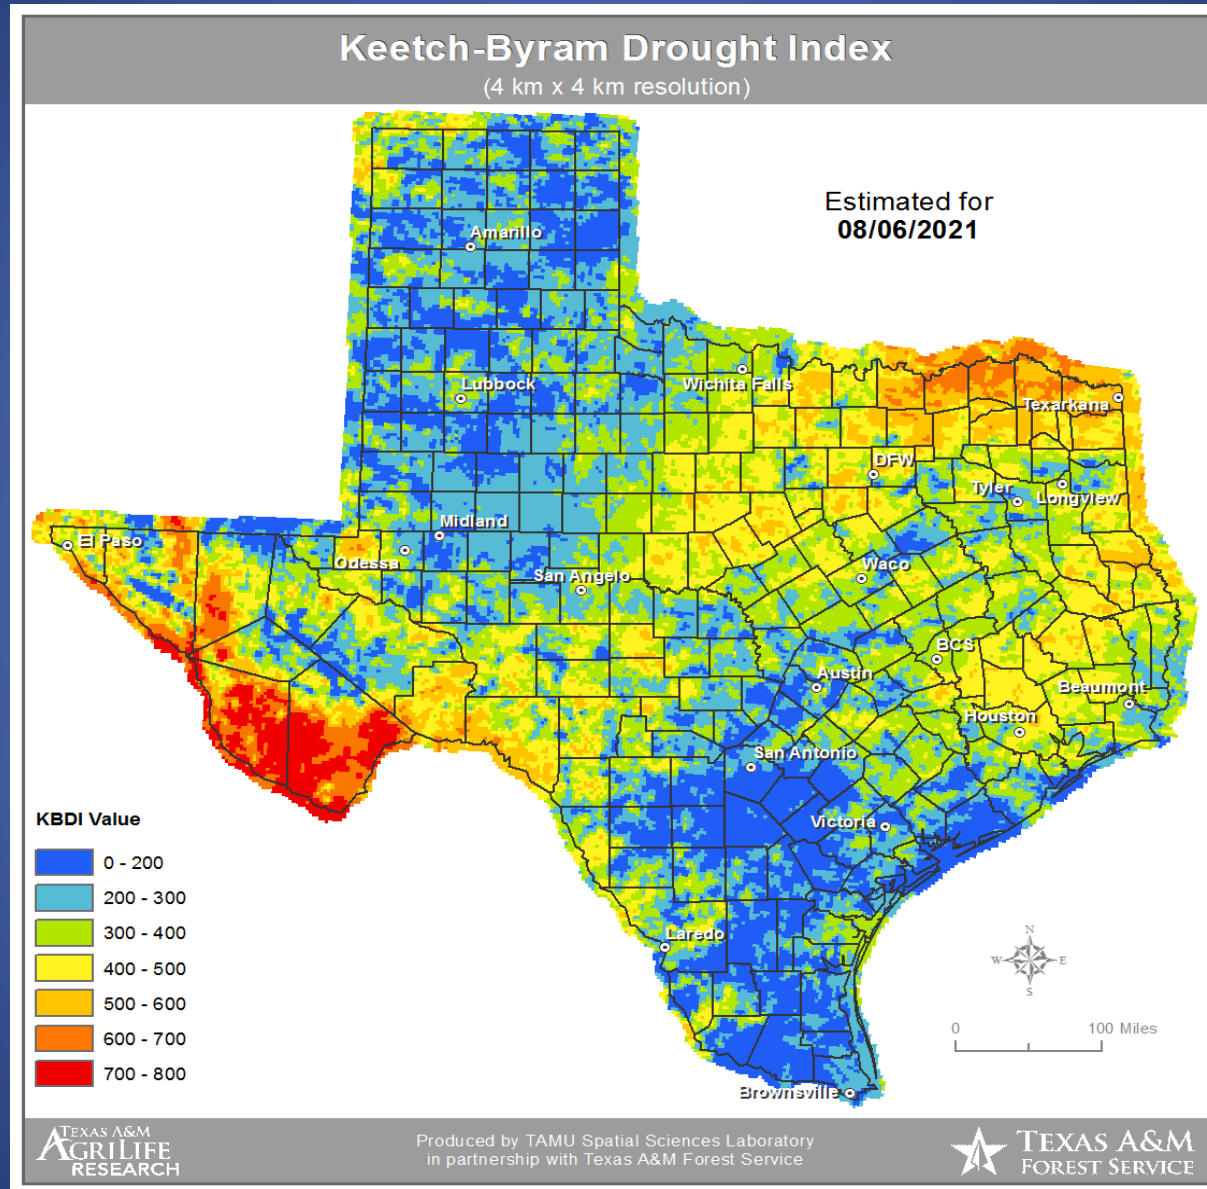 Keetch-Byram Drought Index
(4 km x 4 km resolution)
Estimated for
08/06/2021
Amarillo
Lubbock
Wichita Falls
Texarkana
DFW
Tyler
Longview
Midland
El Paso
Odessa
San Angelo
Waco
BCS
Austin
Beaumont
Houston
San Antonio
Victoria
Laredo
Brownsville
KBDI Value
0 - 200
200 - 300
300 - 400
400 - 500
500 - 600
600 - 700
700 - 800
N
W E
S
0 100 Miles
TEXAS A&M
AGRILIFE
RESEARCH
Produced by TAMU Spatial Sciences Laboratory
in partnership with Texas A&M Forest Service
TEXAS A&M
FOREST SERVICE